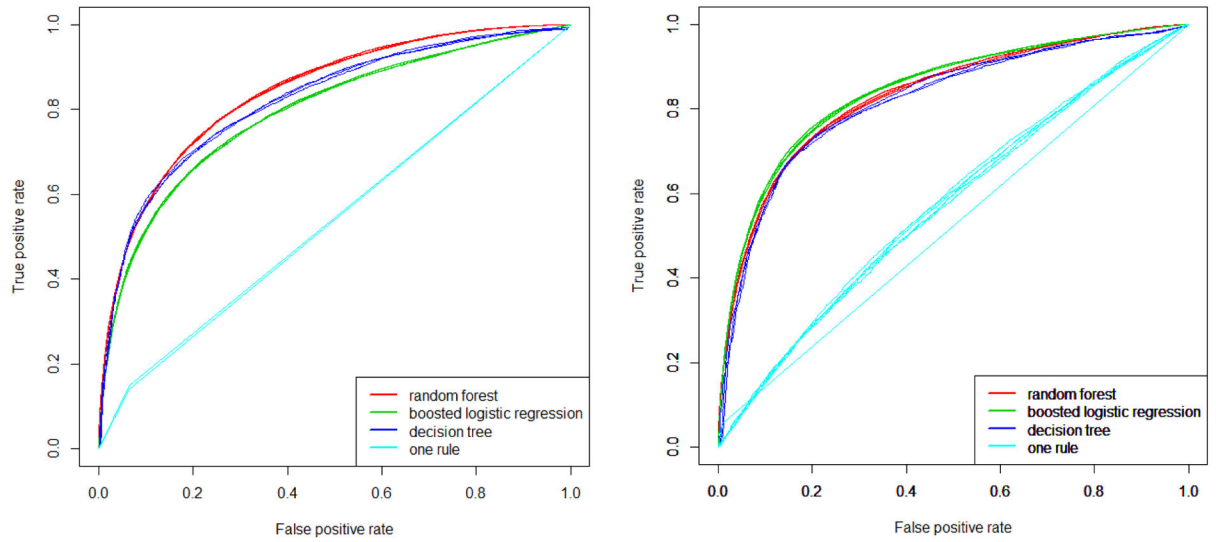 True positive rate
1.0
0.8
0.6
0.4
0.2
0.0
random forest
boosted logistic regression
decision tree
one rule
0.0 0.2 0.4 0.6 0.8 1.0
False positive rate
True positive rate
1.0
0.8
0.6
0.4
0.2
0.0
random forest
boosted logistic regression
decision tree
one rule
0.0 0.2 0.4 0.6 0.8 1.0
False positive rate